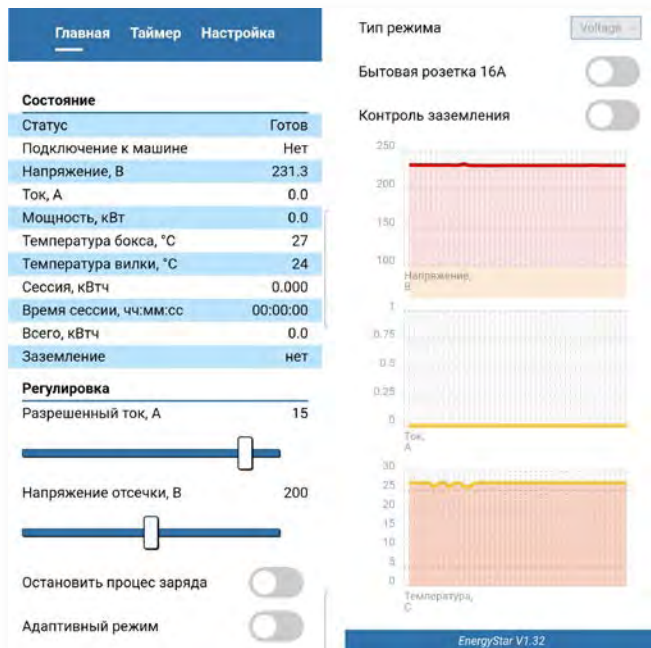 Главная Таймер Настройка
Состояние
Статус Готов
Подключение к машине Нет
Напряжение, В 231.3
Ток, А 0.0
Мощность, кВт 0.0
Температура бокса, °C 27
Температура вилки, °C 24
Сессия, кВтч 0.000
Время сессии, чч:мм:сс 00:00:00
Всего, кВтч 0.0
Заземление нет
Регулировка
Разрешенный ток, А 15
Напряжение отсечки, В 200
Остановить процес заряда
Адаптивный режим
Тип режима Voltage
Бытовая розетка 16А
Контроль заземления
250
200
150
100
Напряжение,
В
1
0.75
0.5
0.25
0
Ток,
А
30
25
20
15
10
5
0
Температура,
С
EnergyStar V1.32